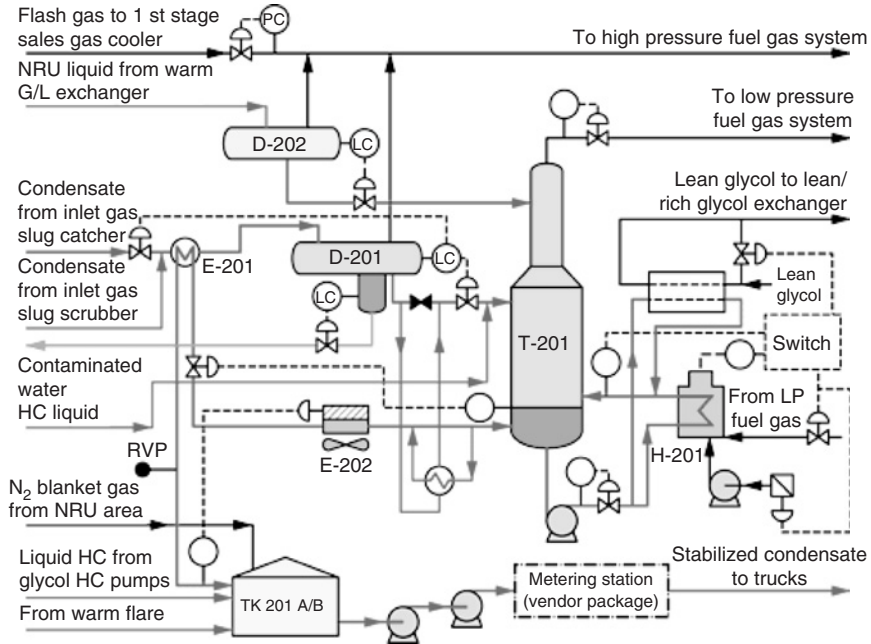 Flash gas to 1 st stage
sales gas cooler
PC
To high pressure fuel gas system
NRU liquid from warm
G/L exchanger
To low pressure
fuel gas system
D-202
LC
Condensate
from inlet gas
slug catcher
Lean glycol to lean/
rich glycol exchanger
E-201
D-201
LC
Condensate
from inlet gas
slug scrubber
LC
Lean
glycol
T-201
Switch
Contaminated
water
HC liquid
From LP
fuel gas
RVP
E-202
H-201
N2 blanket gas
from NRU area
Liquid HC from
glycol HC pumps
Stabilized condensate
to trucks
Metering station
(vendor package)
TK 201 A/B
From warm flare